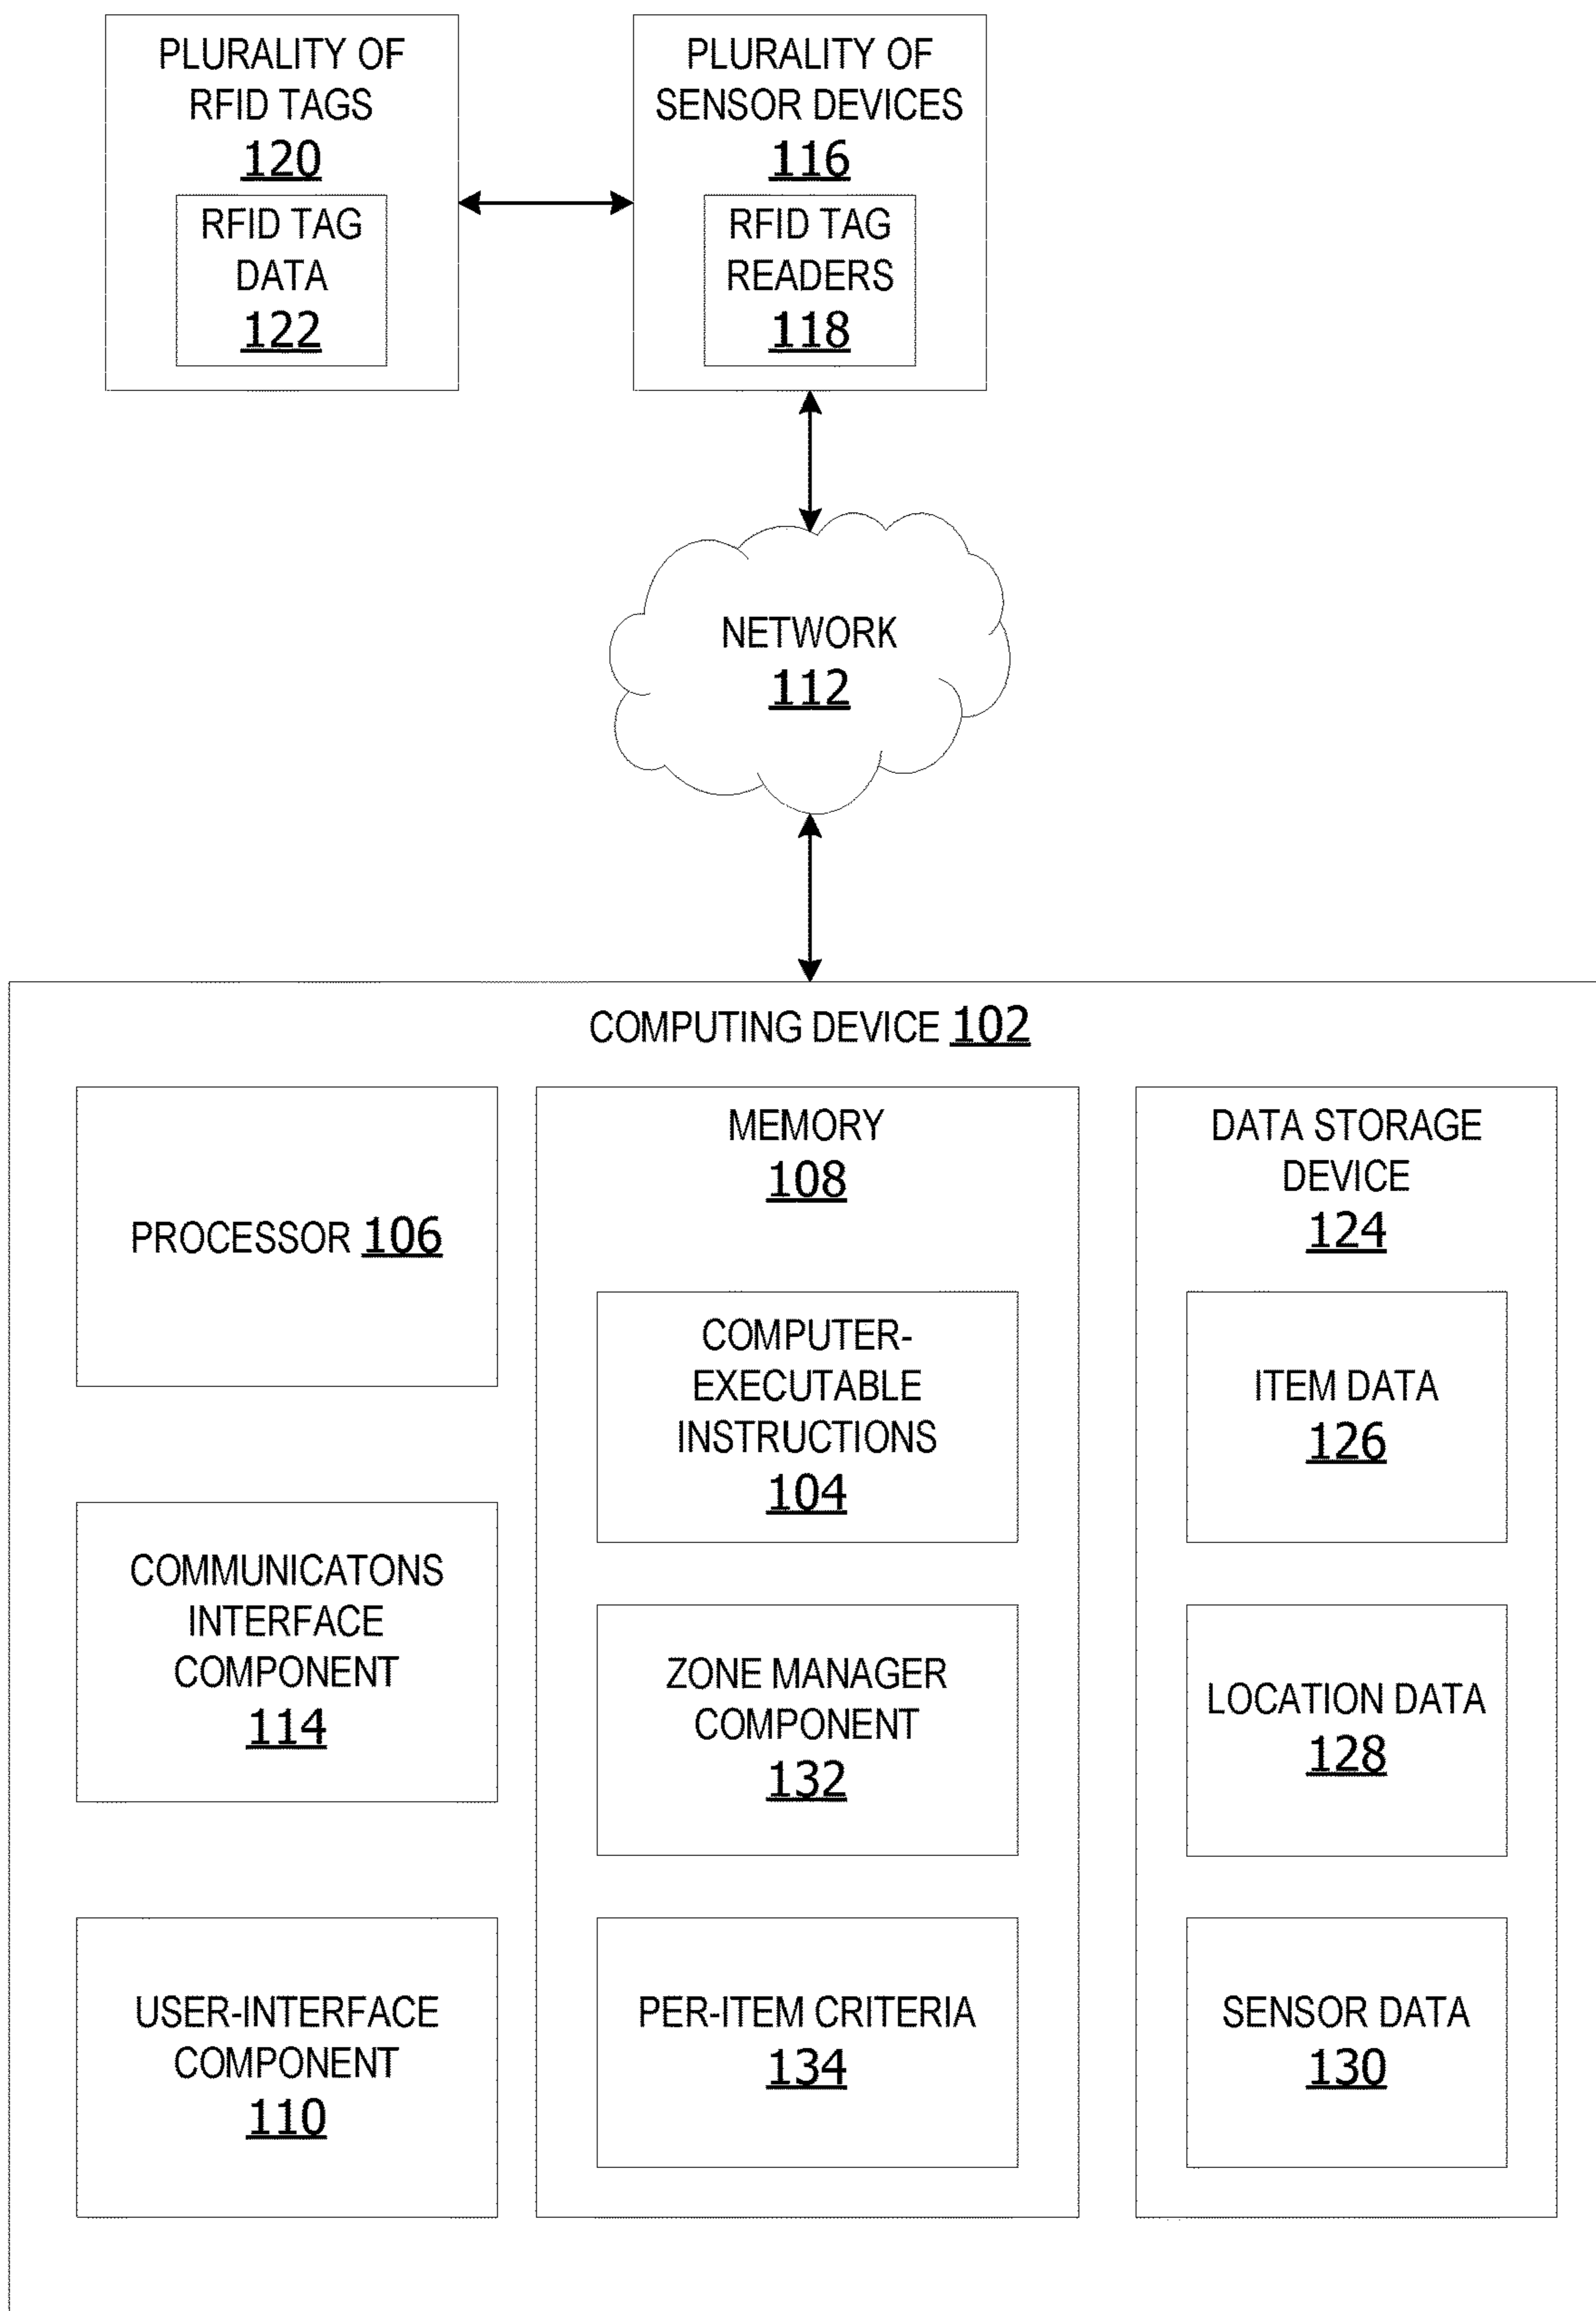 PLURALITY OF
RFID TAGS
120
RFID TAG
DATA
122
PLURALITY OF
SENSOR DEVICES
116
RFID TAG
READERS
118
NETWORK
112
COMPUTING DEVICE 102
PROCESSOR 106
COMMUNICATONS
INTERFACE
COMPONENT
114
USER-INTERFACE
COMPONENT
110
MEMORY
108
COMPUTER-
EXECUTABLE
INSTRUCTIONS
104
ZONE MANAGER
COMPONENT
132
PER-ITEM CRITERIA
134
DATA STORAGE
DEVICE
124
ITEM DATA
126
LOCATION DATA
128
SENSOR DATA
130